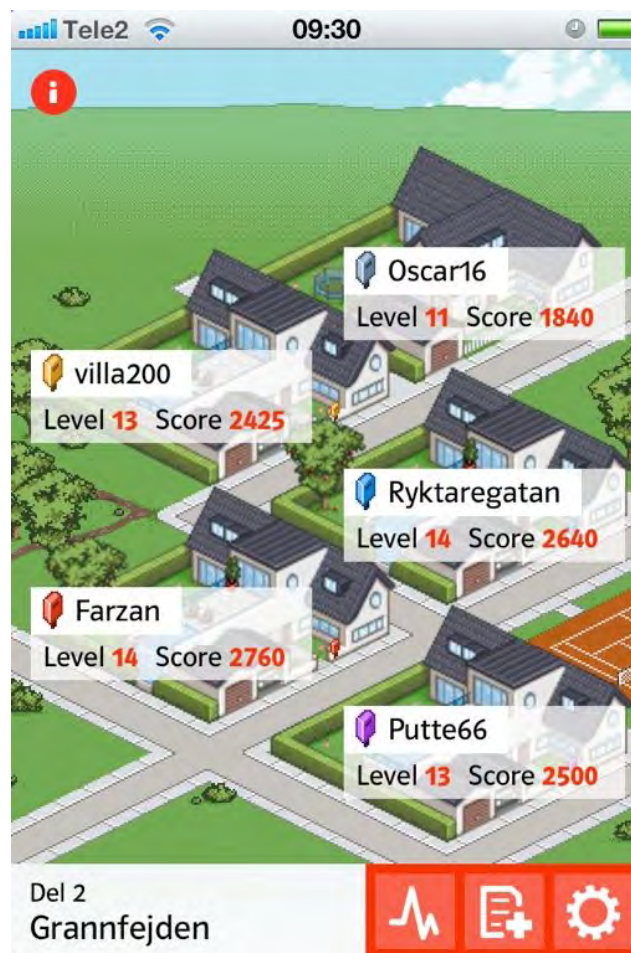 Tele2 09:30
i
Oscar16
Level 11 Score 1840
villa200
Level 13 Score 2425
Ryktaregatan
Level 14 Score 2640
Farzan
Level 14 Score 2760
Putte66
Level 13 Score 2500
Del 2
Grannfejden